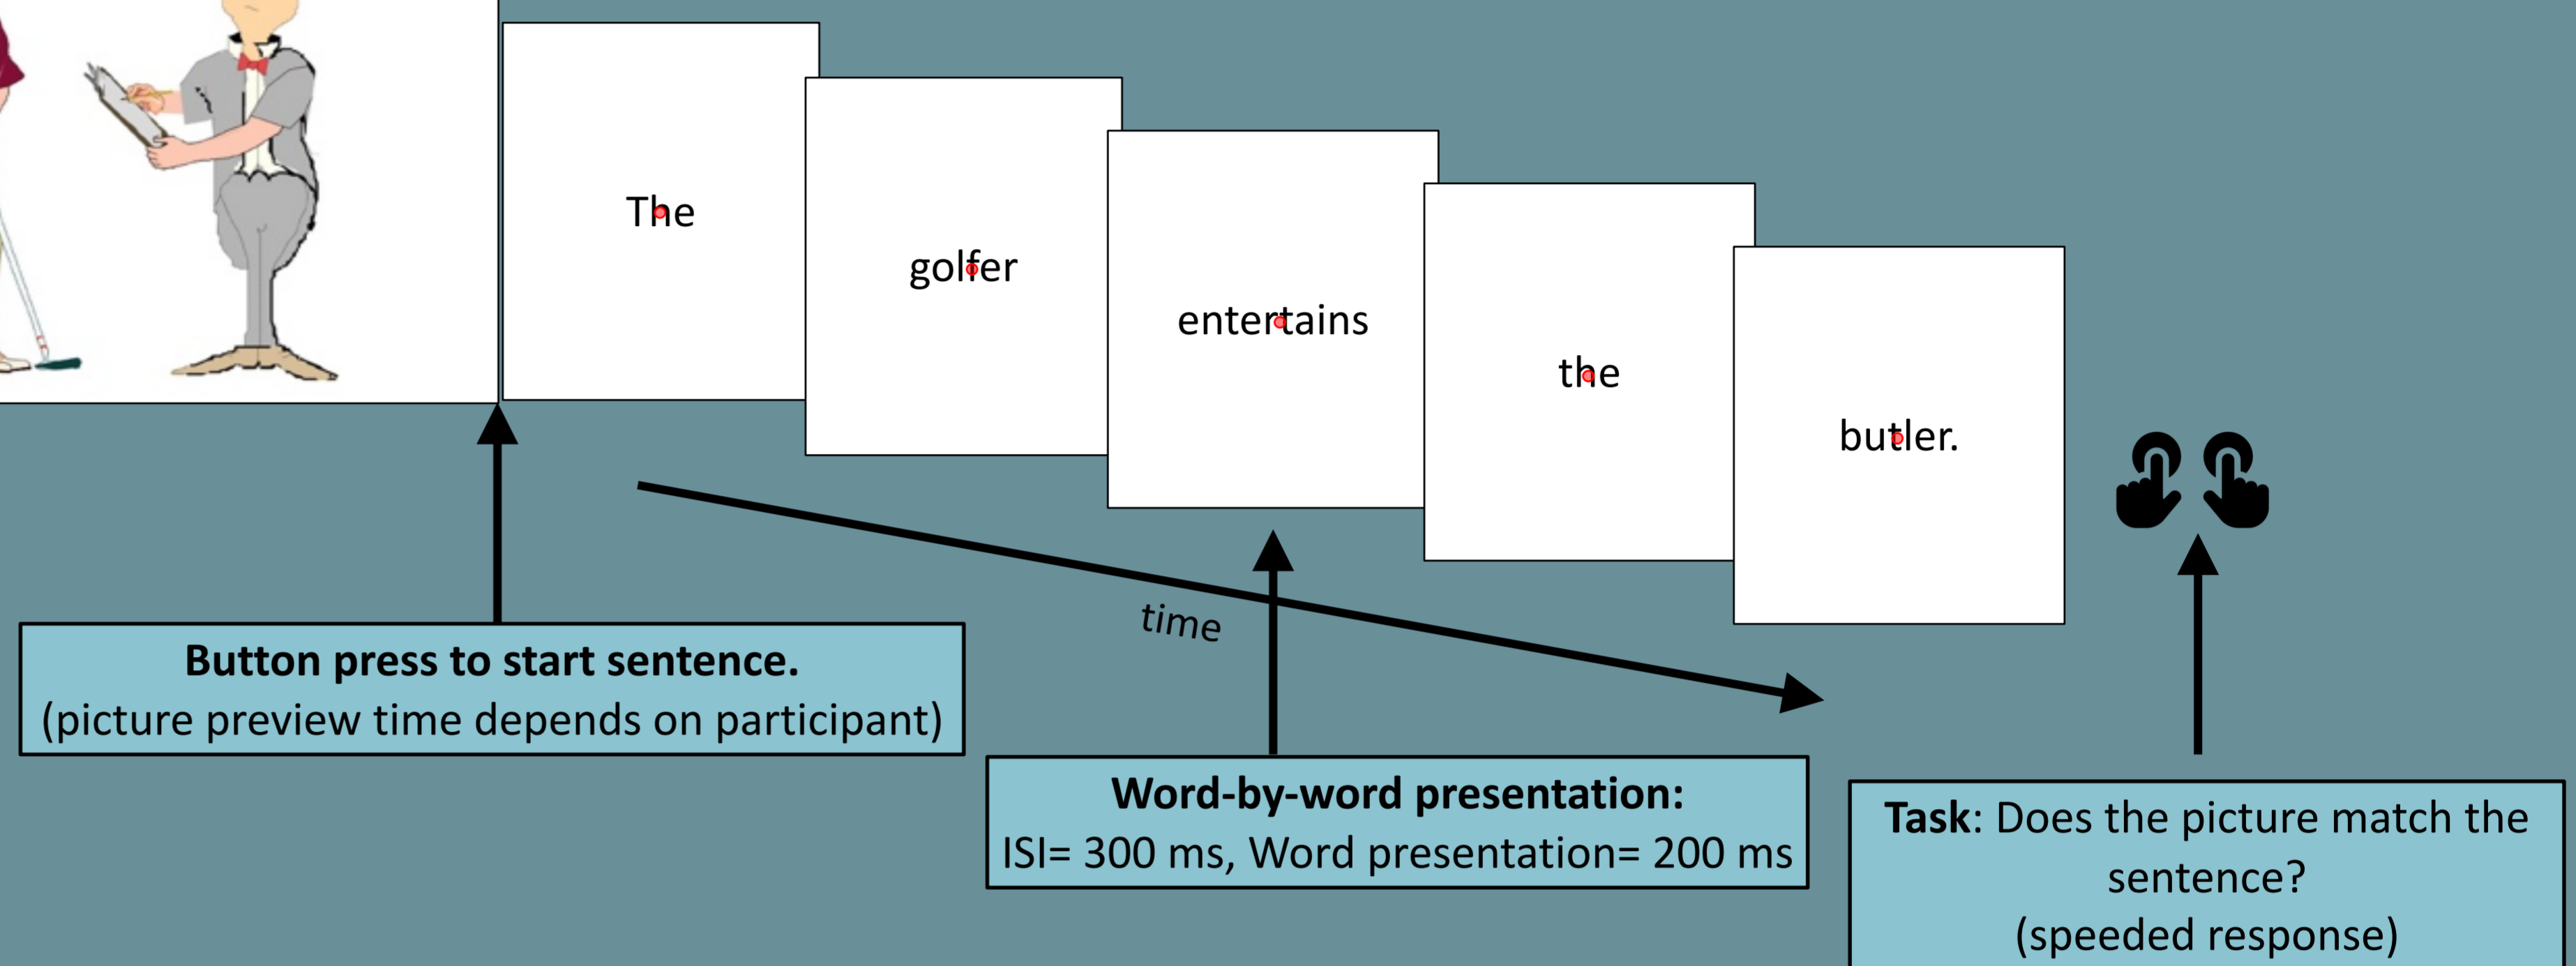 The
golfer
entertains
the
butler.
time
Button press to start sentence.
(picture preview time depends on participant)
Word-by-word presentation:
ISI= 300 ms, Word presentation= 200 ms
Task: Does the picture match the
sentence?
(speeded response)